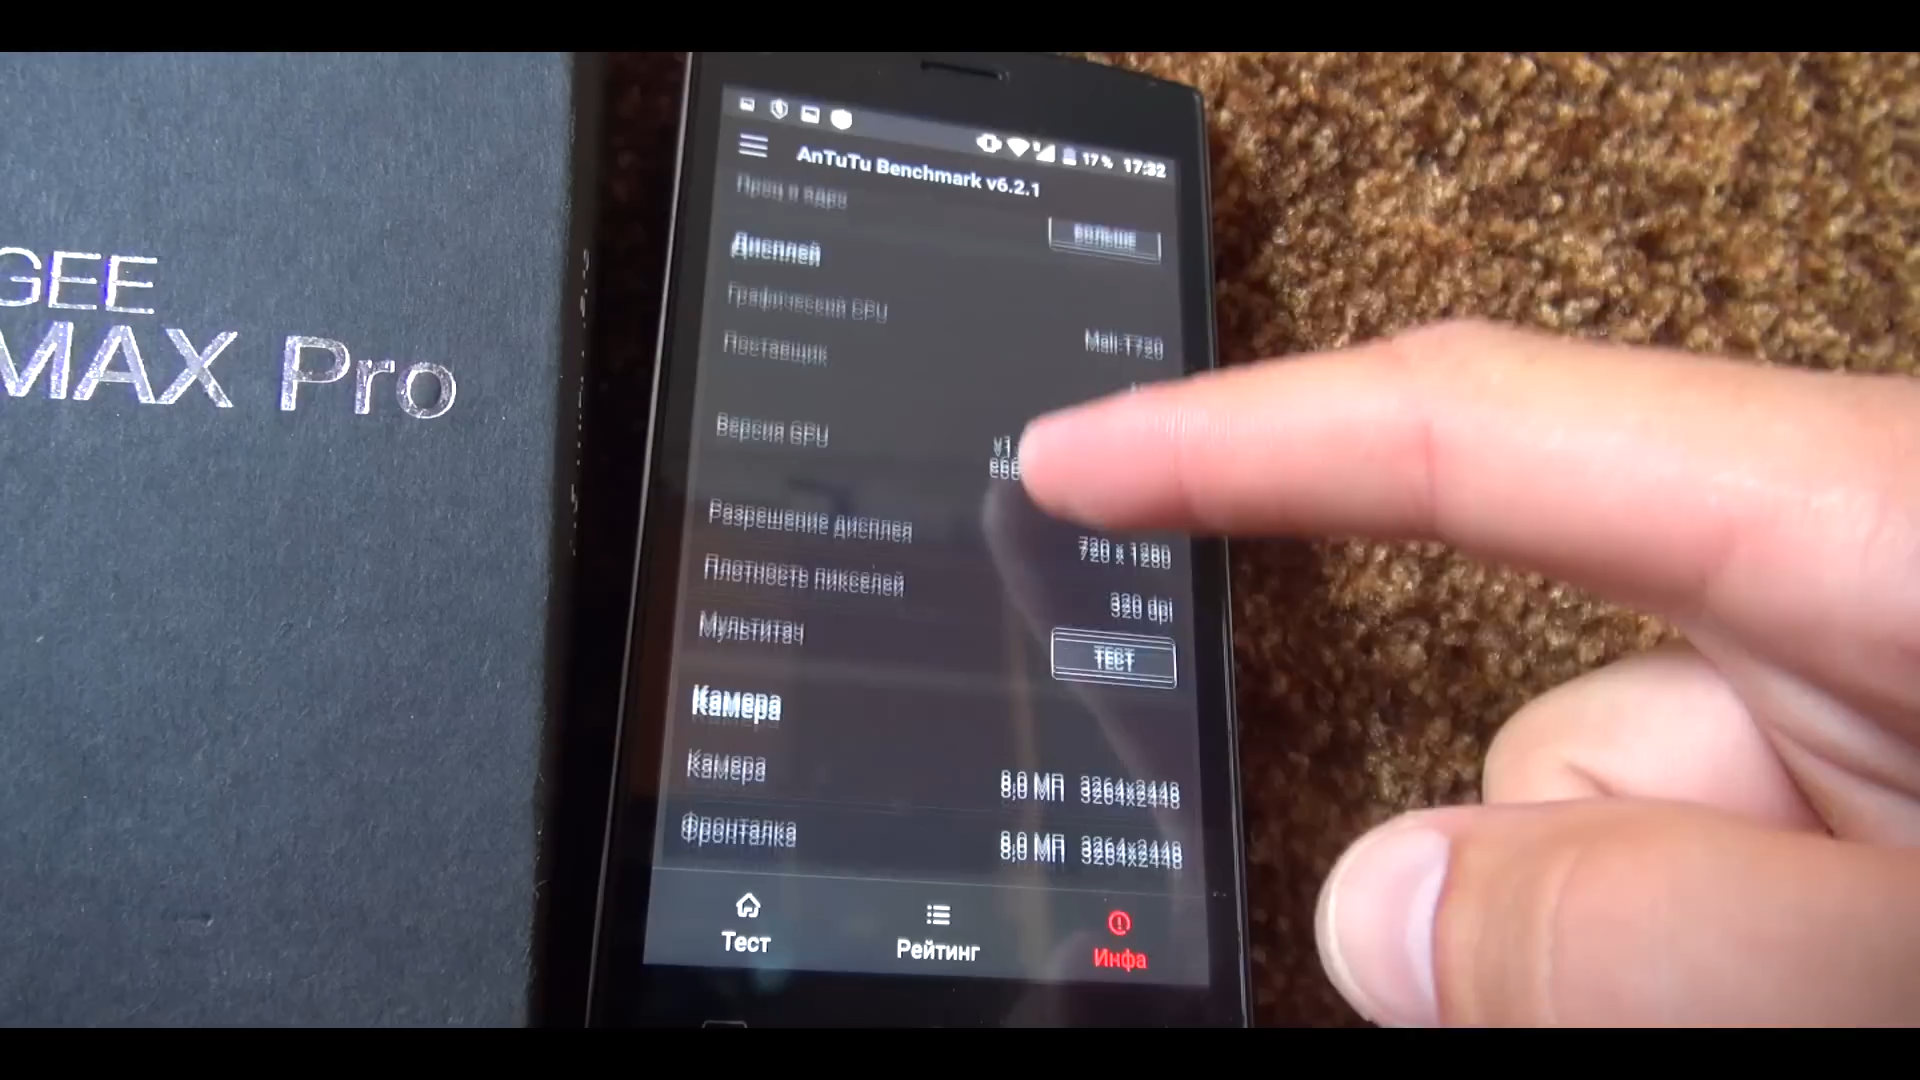 GEE
MAX Pro
17% 17:32
AnTuTu Benchmark v6.2.1
БОЛЬШЕ
Дисплей
Графический GPU Mali-T720
Поставщик
Версия GPU v1.
Разрешение дисплея 720 x 1280
Плотность пикселей 320 dpi
Мультитач ТЕСТ
Камера
Камера 8,0 МП 3264x2448
Фронталка 8,0 МП 3264x2448
Тест Рейтинг Инфа